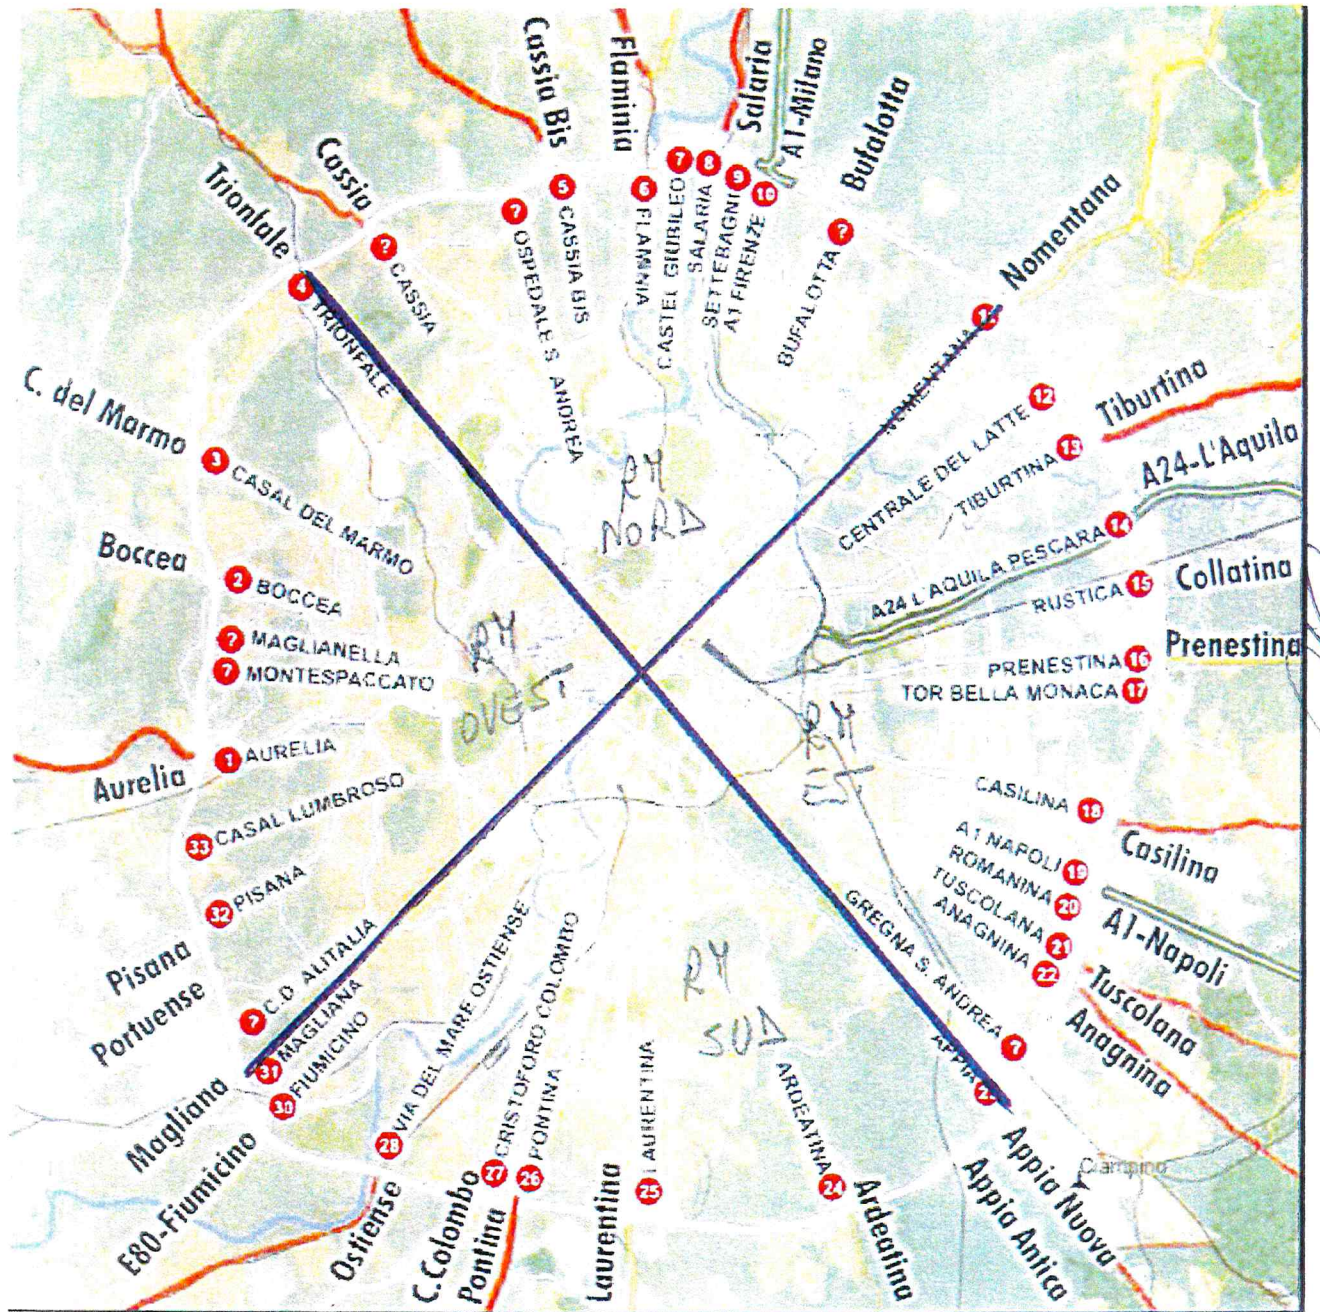 Cassia Bis
Flaminia
Salaria
A1-Milano
Bufalotta
Cassia
Trionfale
Nomentana
7
8
9
10
5
6
?
?
?
4
CASSIA
OSPEDALE S. ANDREA
CASSIA BIS
FLAMINIA
CASTEL GIUBILEO
SALARIA
SETTEBAGNI
A1 FIRENZE
BUFALOTTA
TRIONFALE
NOMENTANA
C. del Marmo
3 CASAL DEL MARMO
CENTRALE DEL LATTE 12
Tiburtina
TIBURTINA 13
A24-L'Aquila
RM
NORD
A24 L'AQUILA PESCARA 14
Boccea
2 BOCCEA
RUSTICA 15
Collatina
? MAGLIANELLA
? MONTESPACCATO
PRENESTINA 16
Prenestina
TOR BELLA MONACA 17
RM
OVEST
RM
EST
Aurelia
1 AURELIA
33 CASAL LUMBROSO
CASILINA 18
Casilina
32 PISANA
A1 NAPOLI 19
ROMANINA 20
TUSCOLANA 21
ANAGNINA 22
A1-Napoli
Pisana
Portuense
? C.D. ALITALIA
31 MAGLIANA
30 FIUMICINO
Magliana
E80-Fiumicino
28 VIA DEL MARE OSTIENSE
27 CRISTOFORO COLOMBO
26 PONTINA
25 LAURENTINA
ARDEATINA 24
RM
SUD
GREGNA S. ANDREA ?
APPIA 23
Tuscolana
Anagnina
Ciampino
Ostiense
C.Colombo
Pontina
Laurentina
Ardeatina
Appia Antica
Appia Nuova